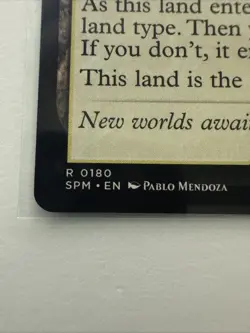 As this land ente
land type. Then
If you don't, it e
This land is the
New worlds awai
R 0180
SPM • EN PABLO MENDOZA